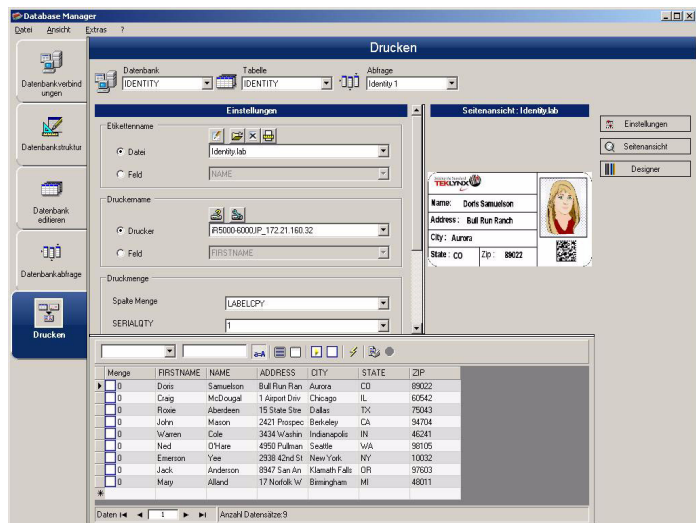 Database Manager
Datei Ansicht Extras ?
Drucken
Datenbank Tabelle Abfrage
IDENTITY IDENTITY Identity 1
Datenbankverbind
ungen
Datenbankstruktur
Datenbank
editieren
Datenbankabfrage
Drucken
Einstellungen
Etikettenname
Datei Identity.lab
Feld NAME
Druckername
Drucker iR5000-6000,IP_172.21.160.32
Feld FIRSTNAME
Druckmenge
Spalte Menge LABELCPY
SERIALQTY 1
Seitenansicht : Identity.lab
TEKLYNX
Name: Doris Samuelson
Address : Bull Run Ranch
City : Aurora
State : CO Zip : 89022
Einstellungen
Seitenansicht
Designer
a=A
Menge FIRSTNAME NAME ADDRESS CITY STATE ZIP
0 Doris Samuelson Bull Run Ran Aurora CO 89022
0 Craig McDougal 1 Airport Driv Chicago IL 60542
0 Roxie Aberdeen 15 State Stre Dallas TX 75043
0 John Mason 2421 Prospec Berkeley CA 94704
0 Warren Cole 3434 Washin Indianapolis IN 46241
0 Ned O'Hare 4950 Pullman Seattle WA 98105
0 Emerson Yee 2938 42nd St New York NY 10032
0 Jack Anderson 8947 San An Klamath Falls OR 97603
0 Mary Alland 17 Norfolk W Birmingham MI 48011
Daten 1 Anzahl Datensätze:9